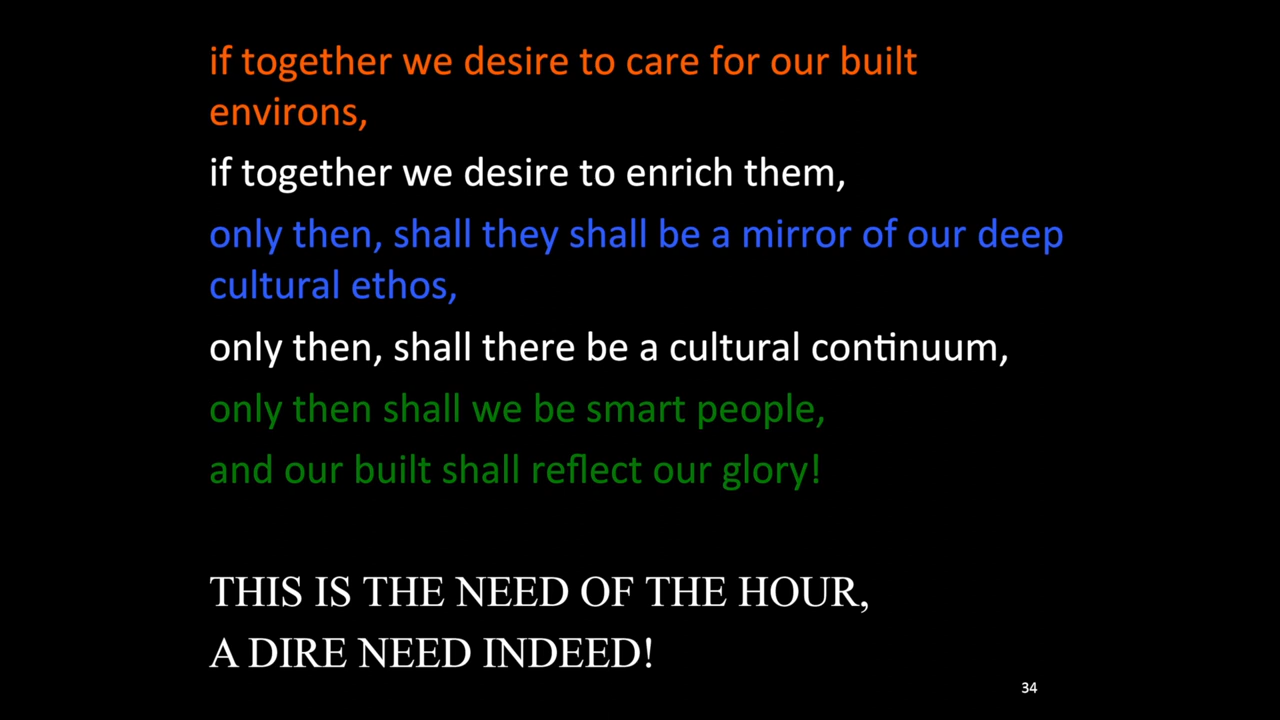 if together we desire to care for our built
environs,
if together we desire to enrich them,
only then, shall they shall be a mirror of our deep
cultural ethos,
only then, shall there be a cultural continuum,
only then shall we be smart people,
and our built shall reflect our glory!
THIS IS THE NEED OF THE HOUR,
A DIRE NEED INDEED!
34